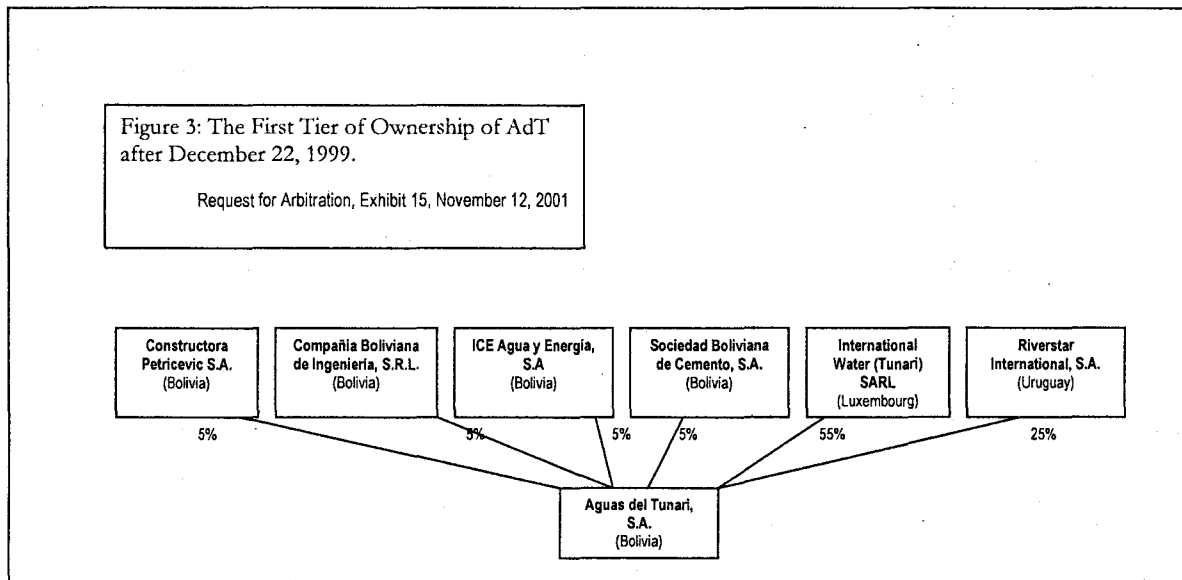 Figure 3: The First Tier of Ownership of AdT
after December 22, 1999.
Request for Arbitration, Exhibit 15, November 12, 2001
Constructora
Petricevic S.A.
(Bolivia)
Compañia Boliviana
de Ingeniería, S.R.L.
(Bolivia)
ICE Agua y Energía,
S.A
(Bolivia)
Sociedad Boliviana
de Cemento, S.A.
(Bolivia)
International
Water (Tunari)
SARL
(Luxembourg)
Riverstar
International, S.A.
(Uruguay)
5%
5%
5%
5%
55%
25%
Aguas del Tunari,
S.A.
(Bolivia)